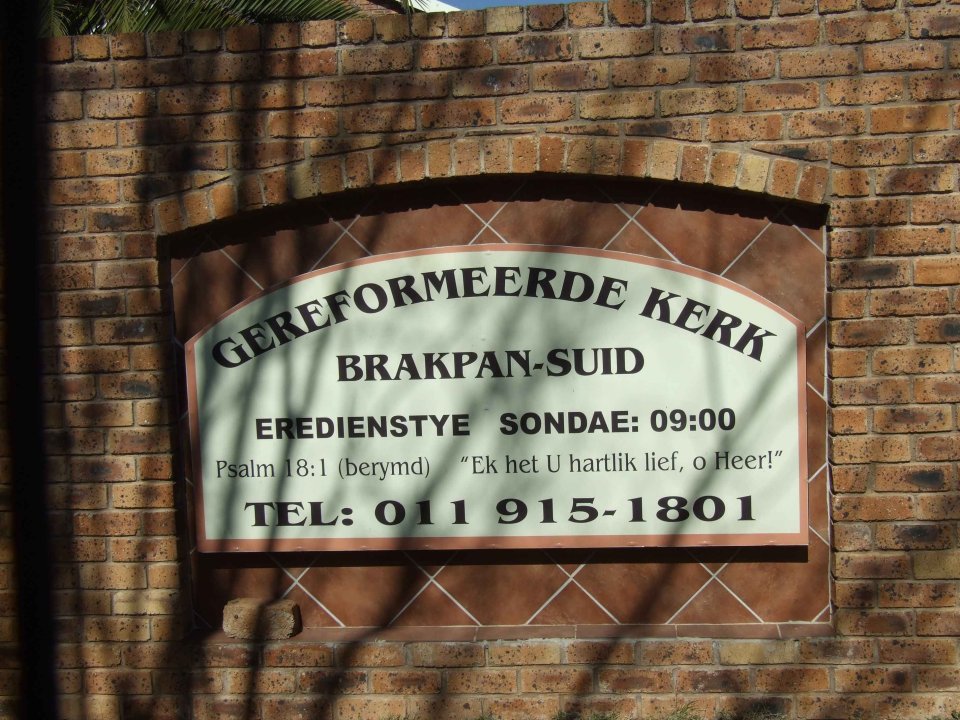 GEREFORMEERDE KERK
BRAKPAN-SUID
EREDIENSTYE SONDAE: 09:00
Psalm 18:1 (berymd) "Ek het U hartlik lief, o Heer!"
TEL: 011 915-1801